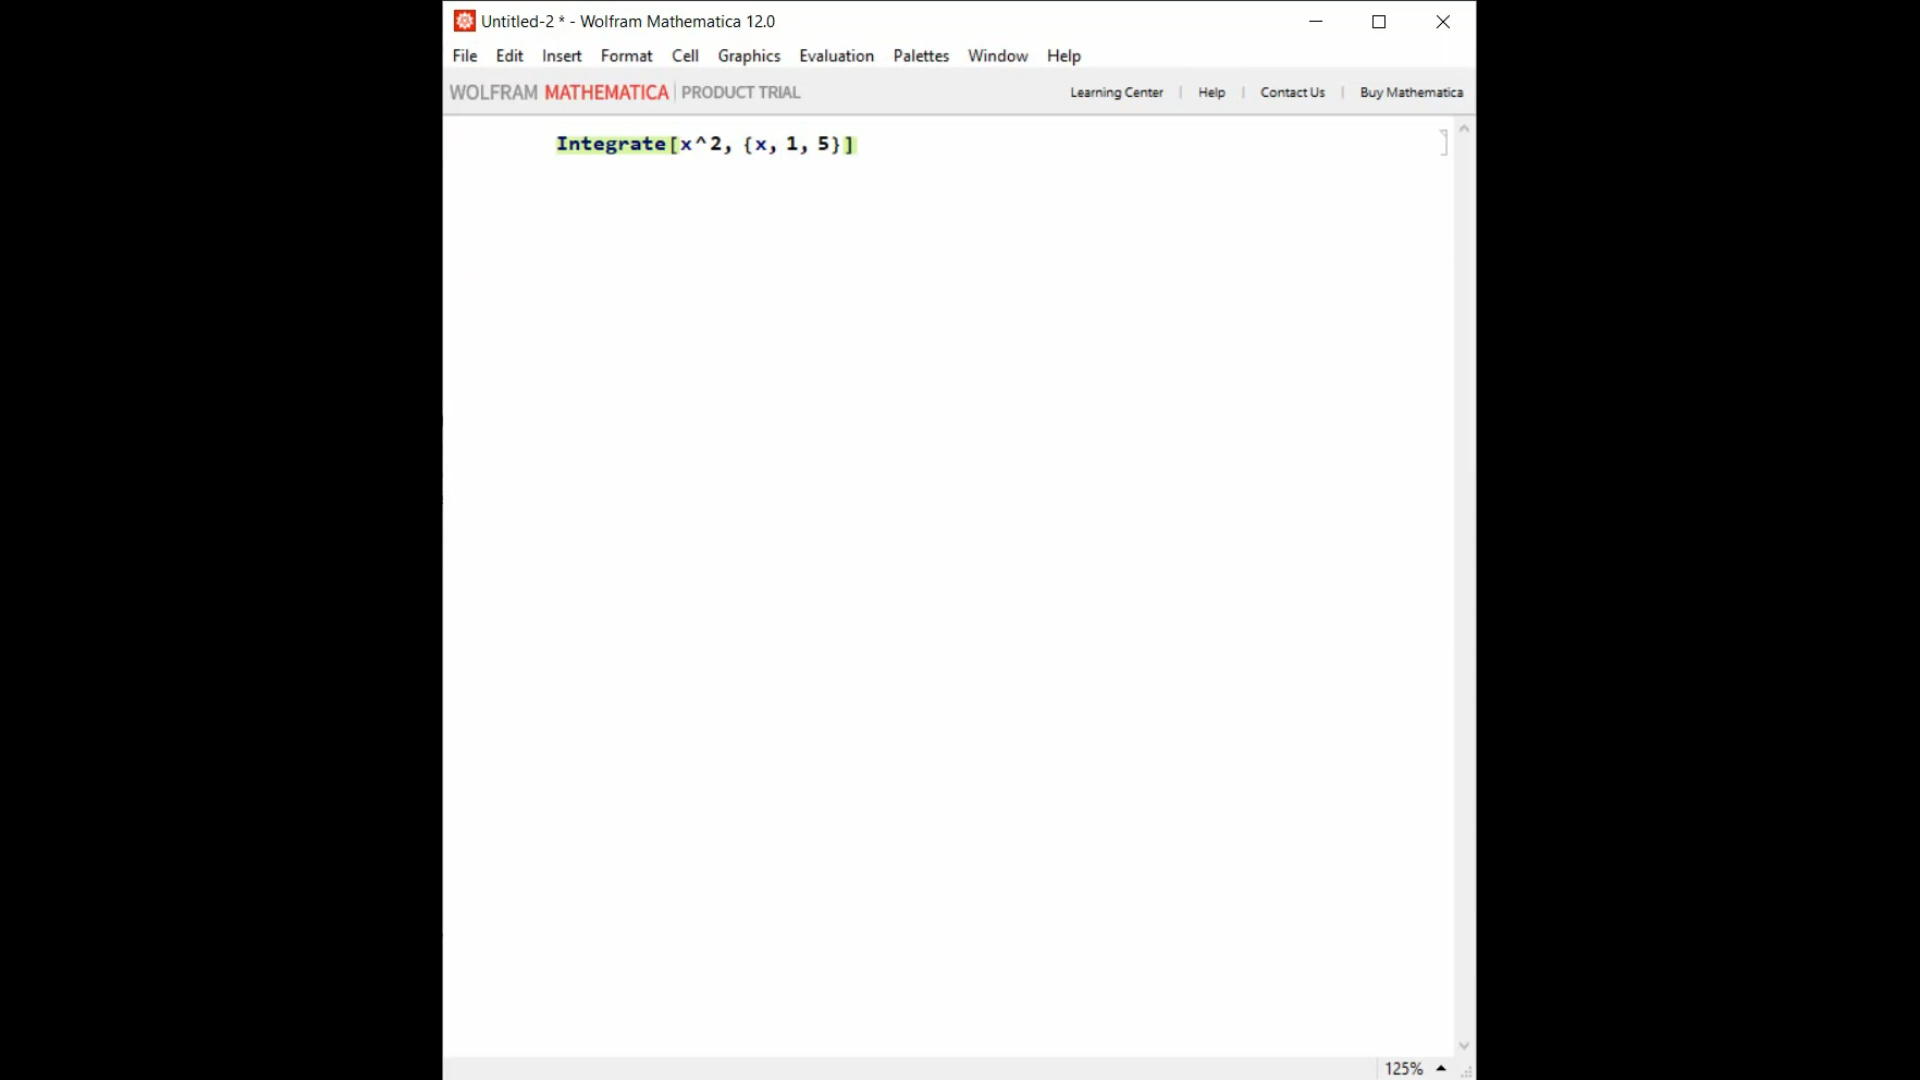 Untitled-2 * - Wolfram Mathematica 12.0
File Edit Insert Format Cell Graphics Evaluation Palettes Window Help
WOLFRAM MATHEMATICA | PRODUCT TRIAL Learning Center | Help | Contact Us | Buy Mathematica
Integrate[x^2, {x, 1, 5}]
125%